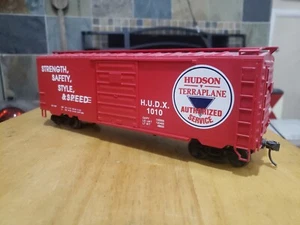 STRENGTH,
SAFETY,
STYLE,
& SPEED
H.U.D.X.
1010
HUDSON
TERRAPLANE
AUTHORIZED
SERVICE